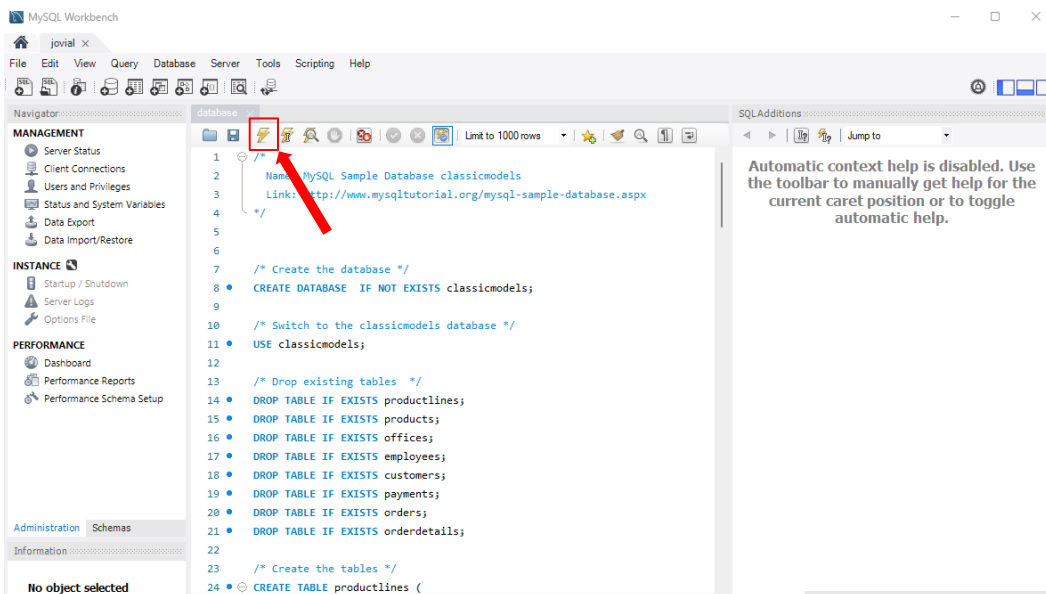 MySQL Workbench
jovial ×
File Edit View Query Database Server Tools Scripting Help
Navigator
MANAGEMENT
Server Status
Client Connections
Users and Privileges
Status and System Variables
Data Export
Data Import/Restore
INSTANCE
Startup / Shutdown
Server Logs
Options File
PERFORMANCE
Dashboard
Performance Reports
Performance Schema Setup
Administration Schemas
Information
No object selected
database ×
Limit to 1000 rows
1 /*
2 MySQL Sample Database classicmodels
3 Link: http://www.mysqltutorial.org/mysql-sample-database.aspx
4 */
5
6
7 /* Create the database */
8 CREATE DATABASE IF NOT EXISTS classicmodels;
9
10 /* Switch to the classicmodels database */
11 USE classicmodels;
12
13 /* Drop existing tables */
14 DROP TABLE IF EXISTS productlines;
15 DROP TABLE IF EXISTS products;
16 DROP TABLE IF EXISTS offices;
17 DROP TABLE IF EXISTS employees;
18 DROP TABLE IF EXISTS customers;
19 DROP TABLE IF EXISTS payments;
20 DROP TABLE IF EXISTS orders;
21 DROP TABLE IF EXISTS orderdetails;
22
23 /* Create the tables */
24 CREATE TABLE productlines (
SQLAdditions
Jump to
Automatic context help is disabled. Use
the toolbar to manually get help for the
current caret position or to toggle
automatic help.